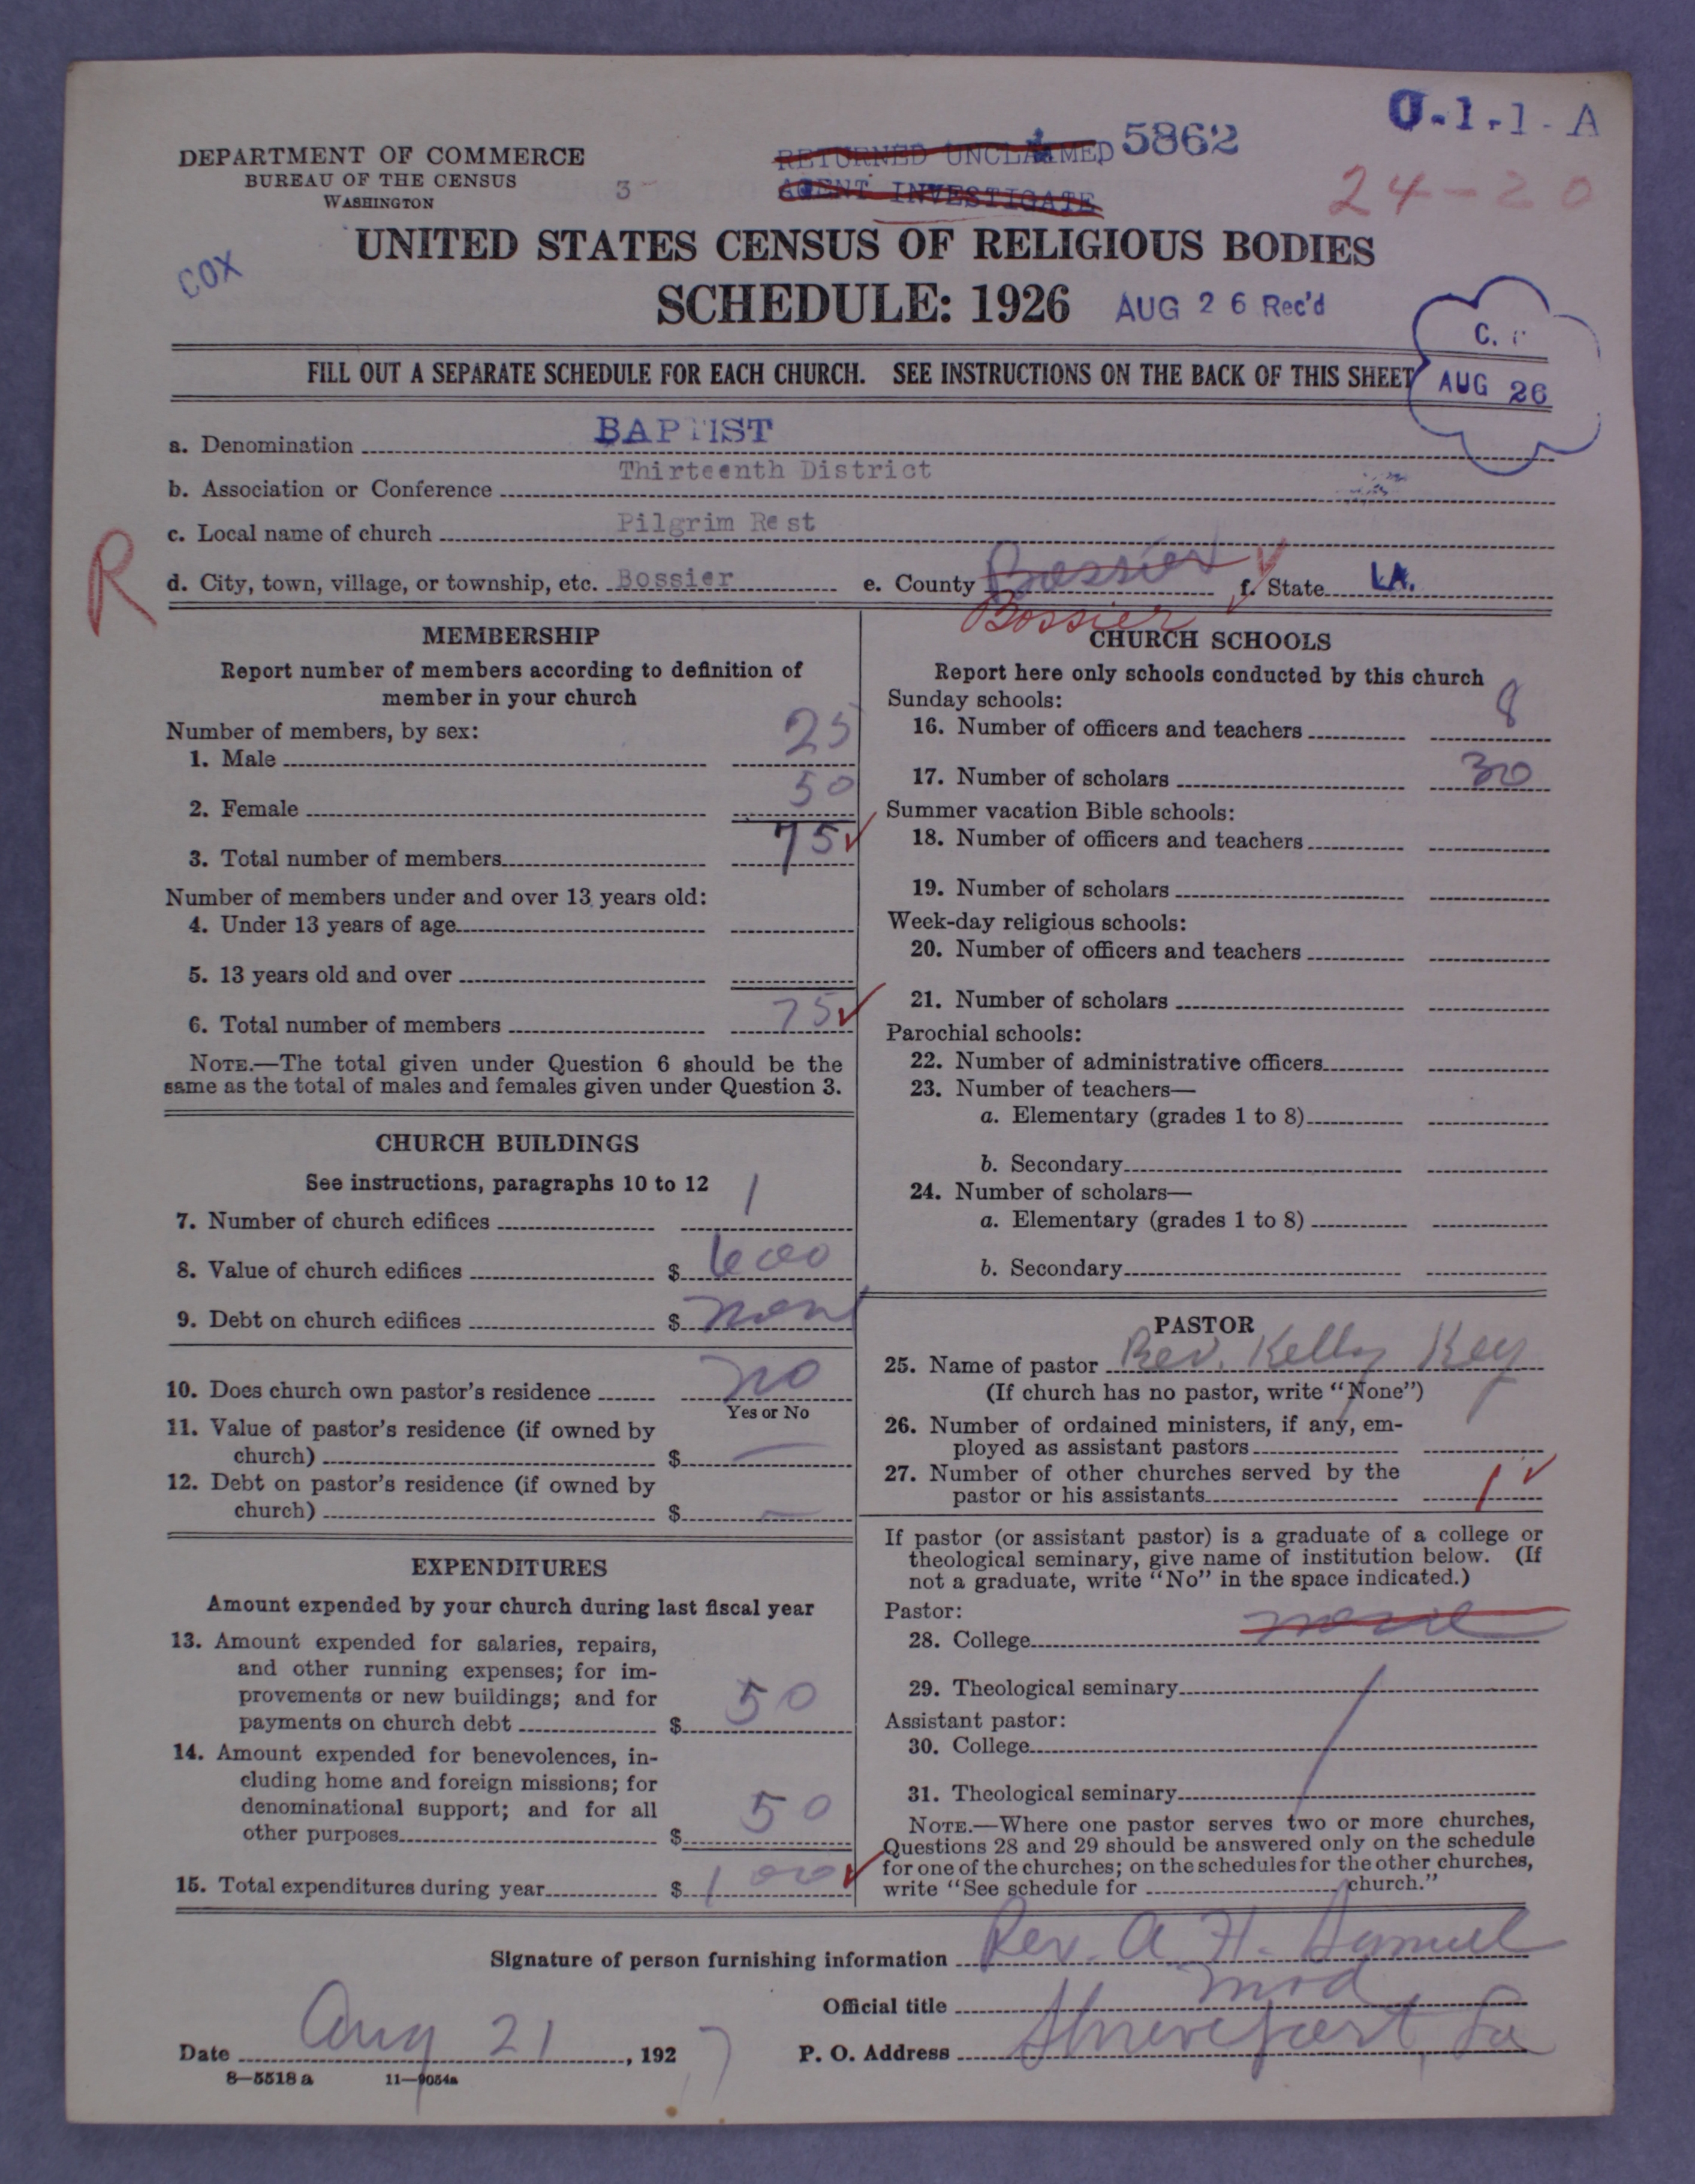 O.1.1. A
DEPARTMENT OF COMMERCE
BUREAU OF THE CENSUS
WASHINGTON
3
RETURNED UNCLAIMED 5862
AGENT INVESTIGATE
24-20
COX
UNITED STATES CENSUS OF RELIGIOUS BODIES
SCHEDULE: 1926 AUG 26 Rec'd
C.
AUG 26
FILL OUT A SEPARATE SCHEDULE FOR EACH CHURCH. SEE INSTRUCTIONS ON THE BACK OF THIS SHEET
a. Denomination BAPTIST
b. Association or Conference Thirteenth District
c. Local name of church Pilgrim Rest
R
d. City, town, village, or township, etc. Bossier e. County Bossier f. State LA.
Bossier
MEMBERSHIP
Report number of members according to definition of
member in your church
Number of members, by sex:
1. Male 25
2. Female 50
3. Total number of members 75
Number of members under and over 13 years old:
4. Under 13 years of age
5. 13 years old and over
6. Total number of members 75
NOTE.—The total given under Question 6 should be the
same as the total of males and females given under Question 3.
CHURCH BUILDINGS
See instructions, paragraphs 10 to 12
7. Number of church edifices 1
8. Value of church edifices $ 600
9. Debt on church edifices $ none
10. Does church own pastor's residence no
Yes or No
11. Value of pastor's residence (if owned by
church) $ —
12. Debt on pastor's residence (if owned by
church) $ —
EXPENDITURES
Amount expended by your church during last fiscal year
13. Amount expended for salaries, repairs,
and other running expenses; for im-
provements or new buildings; and for
payments on church debt $ 50
14. Amount expended for benevolences, in-
cluding home and foreign missions; for
denominational support; and for all
other purposes $ 50
15. Total expenditures during year $ 100
CHURCH SCHOOLS
Report here only schools conducted by this church
Sunday schools:
16. Number of officers and teachers 8
17. Number of scholars 30
Summer vacation Bible schools:
18. Number of officers and teachers
19. Number of scholars
Week-day religious schools:
20. Number of officers and teachers
21. Number of scholars
Parochial schools:
22. Number of administrative officers
23. Number of teachers—
a. Elementary (grades 1 to 8)
b. Secondary
24. Number of scholars—
a. Elementary (grades 1 to 8)
b. Secondary
PASTOR
25. Name of pastor Rev. Kelly Key
(If church has no pastor, write "None")
26. Number of ordained ministers, if any, em-
ployed as assistant pastors
27. Number of other churches served by the
pastor or his assistants 1
If pastor (or assistant pastor) is a graduate of a college or
theological seminary, give name of institution below. (If
not a graduate, write "No" in the space indicated.)
Pastor:
28. College none
29. Theological seminary
Assistant pastor:
30. College
31. Theological seminary
NOTE.—Where one pastor serves two or more churches,
Questions 28 and 29 should be answered only on the schedule
for one of the churches; on the schedules for the other churches,
write "See schedule for church."
Signature of person furnishing information Rev. A. H. Samuel
Official title Mod
Date Aug 21, 1927 P. O. Address Shreveport, La
8—5518 a 11—9054a